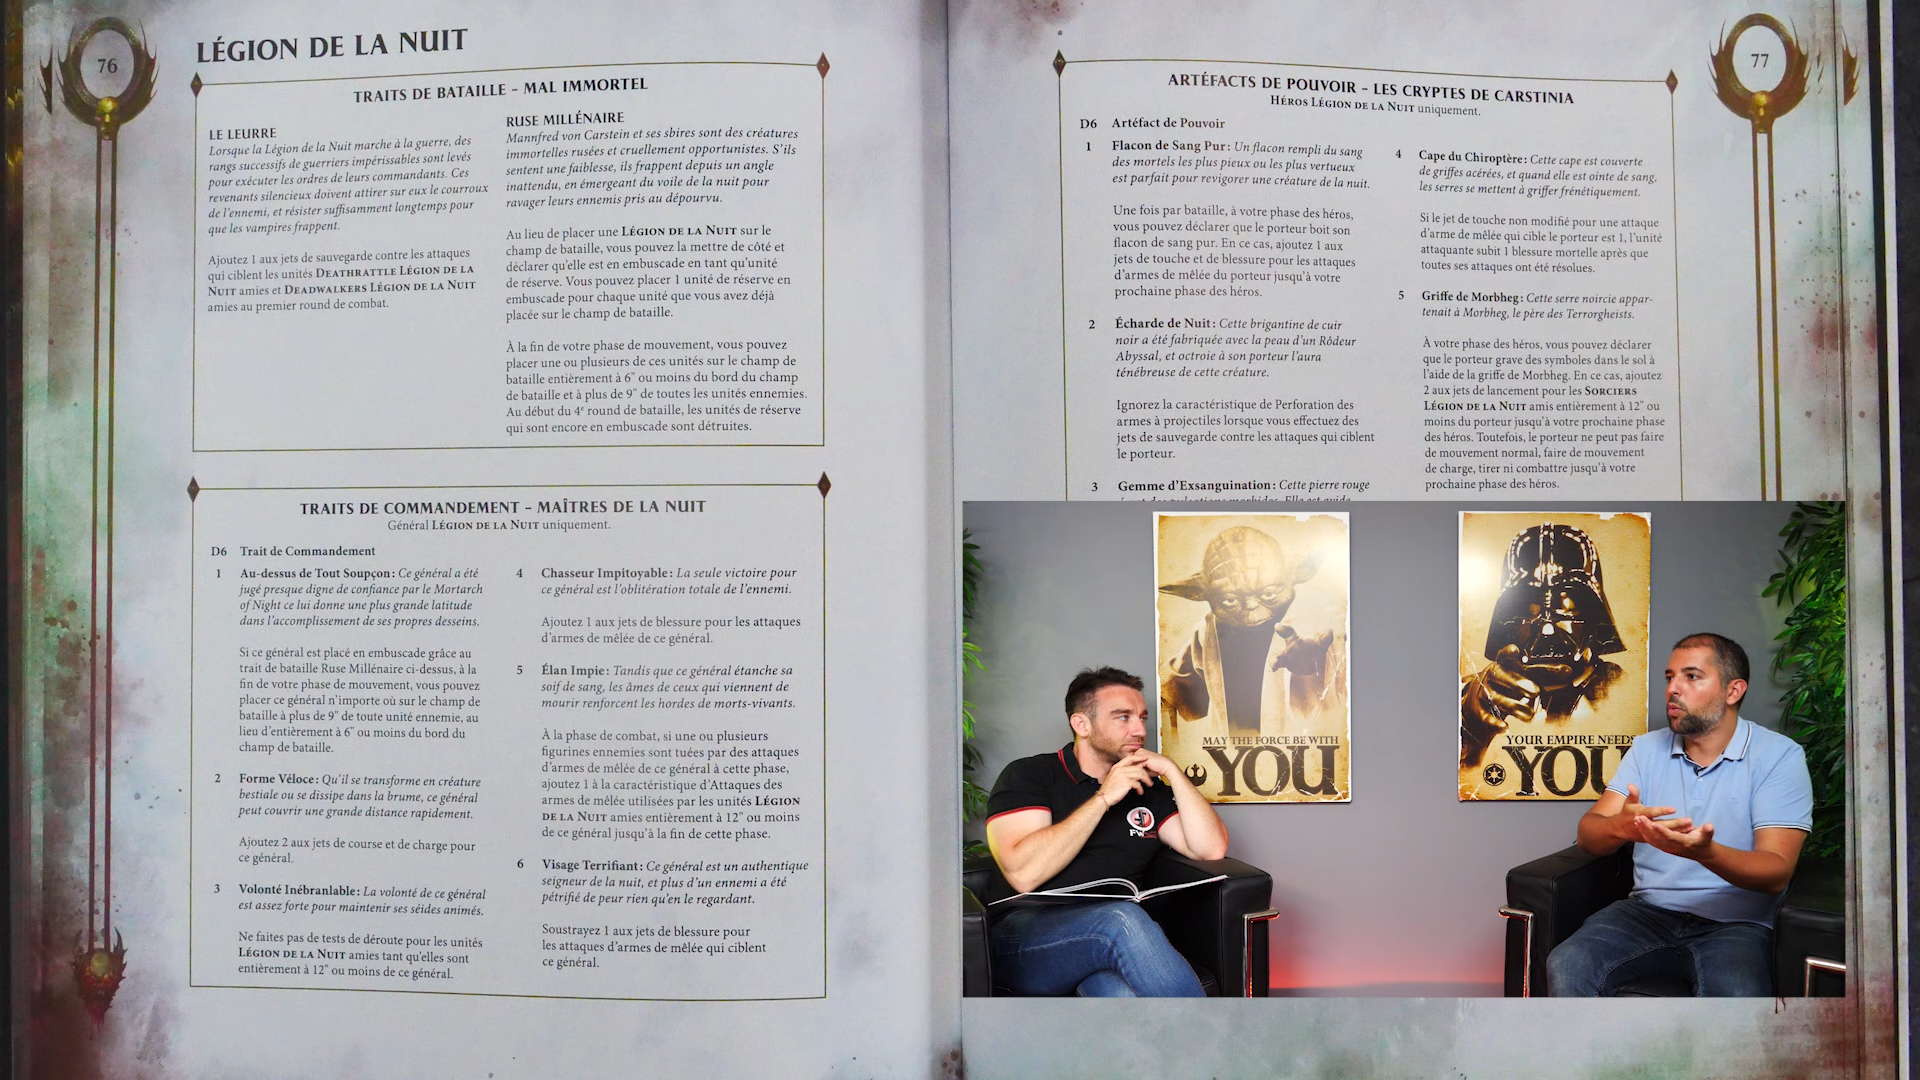 76
LÉGION DE LA NUIT
TRAITS DE BATAILLE – MAL IMMORTEL
LE LEURRE
Lorsque la Légion de la Nuit marche à la guerre, des
rangs successifs de guerriers impérissables sont levés
pour exécuter les ordres de leurs commandants. Ces
revenants silencieux doivent attirer sur eux le courroux
de l'ennemi, et résister suffisamment longtemps pour
que les vampires frappent.
Ajoutez 1 aux jets de sauvegarde contre les attaques
qui ciblent les unités DEATHRATTLE LÉGION DE LA
NUIT amies et DEADWALKERS LÉGION DE LA NUIT
amies au premier round de combat.
RUSE MILLÉNAIRE
Mannfred von Carstein et ses sbires sont des créatures
immortelles rusées et cruellement opportunistes. S'ils
sentent une faiblesse, ils frappent depuis un angle
inattendu, en émergeant du voile de la nuit pour
ravager leurs ennemis pris au dépourvu.
Au lieu de placer une LÉGION DE LA NUIT sur le
champ de bataille, vous pouvez la mettre de côté et
déclarer qu'elle est en embuscade en tant qu'unité
de réserve. Vous pouvez placer 1 unité de réserve en
embuscade pour chaque unité que vous avez déjà
placée sur le champ de bataille.
À la fin de votre phase de mouvement, vous pouvez
placer une ou plusieurs de ces unités sur le champ de
bataille entièrement à 6" ou moins du bord du champ
de bataille et à plus de 9" de toutes les unités ennemies.
Au début du 4e round de bataille, les unités de réserve
qui sont encore en embuscade sont détruites.
TRAITS DE COMMANDEMENT – MAÎTRES DE LA NUIT
Général LÉGION DE LA NUIT uniquement.
D6 Trait de Commandement
1 Au-dessus de Tout Soupçon : Ce général a été
jugé presque digne de confiance par le Mortarch
of Night ce lui donne une plus grande latitude
dans l'accomplissement de ses propres desseins.
Si ce général est placé en embuscade grâce au
trait de bataille Ruse Millénaire ci-dessus, à la
fin de votre phase de mouvement, vous pouvez
placer ce général n'importe où sur le champ de
bataille à plus de 9" de toute unité ennemie, au
lieu d'entièrement à 6" ou moins du bord du
champ de bataille.
2 Forme Véloce : Qu'il se transforme en créature
bestiale ou se dissipe dans la brume, ce général
peut couvrir une grande distance rapidement.
Ajoutez 2 aux jets de course et de charge pour
ce général.
3 Volonté Inébranlable : La volonté de ce général
est assez forte pour maintenir ses séides animés.
Ne faites pas de tests de déroute pour les unités
LÉGION DE LA NUIT amies tant qu'elles sont
entièrement à 12" ou moins de ce général.
4 Chasseur Impitoyable : La seule victoire pour
ce général est l'oblitération totale de l'ennemi.
Ajoutez 1 aux jets de blessure pour les attaques
d'armes de mêlée de ce général.
5 Élan Impie : Tandis que ce général étanche sa
soif de sang, les âmes de ceux qui viennent de
mourir renforcent les hordes de morts-vivants.
À la phase de combat, si une ou plusieurs
figurines ennemies sont tuées par des attaques
d'armes de mêlée de ce général à cette phase,
ajoutez 1 à la caractéristique d'Attaques des
armes de mêlée utilisées par les unités LÉGION
DE LA NUIT amies entièrement à 12" ou moins
de ce général jusqu'à la fin de cette phase.
6 Visage Terrifiant : Ce général est un authentique
seigneur de la nuit, et plus d'un ennemi a été
pétrifié de peur rien qu'en le regardant.
Soustrayez 1 aux jets de blessure pour
les attaques d'armes de mêlée qui ciblent
ce général.
77
ARTÉFACTS DE POUVOIR – LES CRYPTES DE CARSTINIA
HÉROS LÉGION DE LA NUIT uniquement.
D6 Artéfact de Pouvoir
1 Flacon de Sang Pur : Un flacon rempli du sang
des mortels les plus pieux ou les plus vertueux
est parfait pour revigorer une créature de la nuit.
Une fois par bataille, à votre phase des héros,
vous pouvez déclarer que le porteur boit son
flacon de sang pur. En ce cas, ajoutez 1 aux
jets de touche et de blessure pour les attaques
d'armes de mêlée du porteur jusqu'à votre
prochaine phase des héros.
2 Écharde de Nuit : Cette brigantine de cuir
noir a été fabriquée avec la peau d'un Rôdeur
Abyssal, et octroie à son porteur l'aura
ténébreuse de cette créature.
Ignorez la caractéristique de Perforation des
armes à projectiles lorsque vous effectuez des
jets de sauvegarde contre les attaques qui ciblent
le porteur.
3 Gemme d'Exsanguination : Cette pierre rouge
4 Cape du Chiroptère : Cette cape est couverte
de griffes acérées, et quand elle est ointe de sang,
les serres se mettent à griffer frénétiquement.
Si le jet de touche non modifié pour une attaque
d'arme de mêlée qui cible le porteur est 1, l'unité
attaquante subit 1 blessure mortelle après que
toutes ses attaques ont été résolues.
5 Griffe de Morbheg : Cette serre noircie appar-
tenait à Morbheg, le père des Terrorgheists.
À votre phase des héros, vous pouvez déclarer
que le porteur grave des symboles dans le sol à
l'aide de la griffe de Morbheg. En ce cas, ajoutez
2 aux jets de lancement pour les SORCIERS
LÉGION DE LA NUIT amis entièrement à 12" ou
moins du porteur jusqu'à votre prochaine phase
des héros. Toutefois, le porteur ne peut pas faire
de mouvement normal, faire de mouvement
de charge, tirer ni combattre jusqu'à votre
prochaine phase des héros.
MAY THE FORCE BE WITH
YOU
YOUR EMPIRE NEEDS
YOU